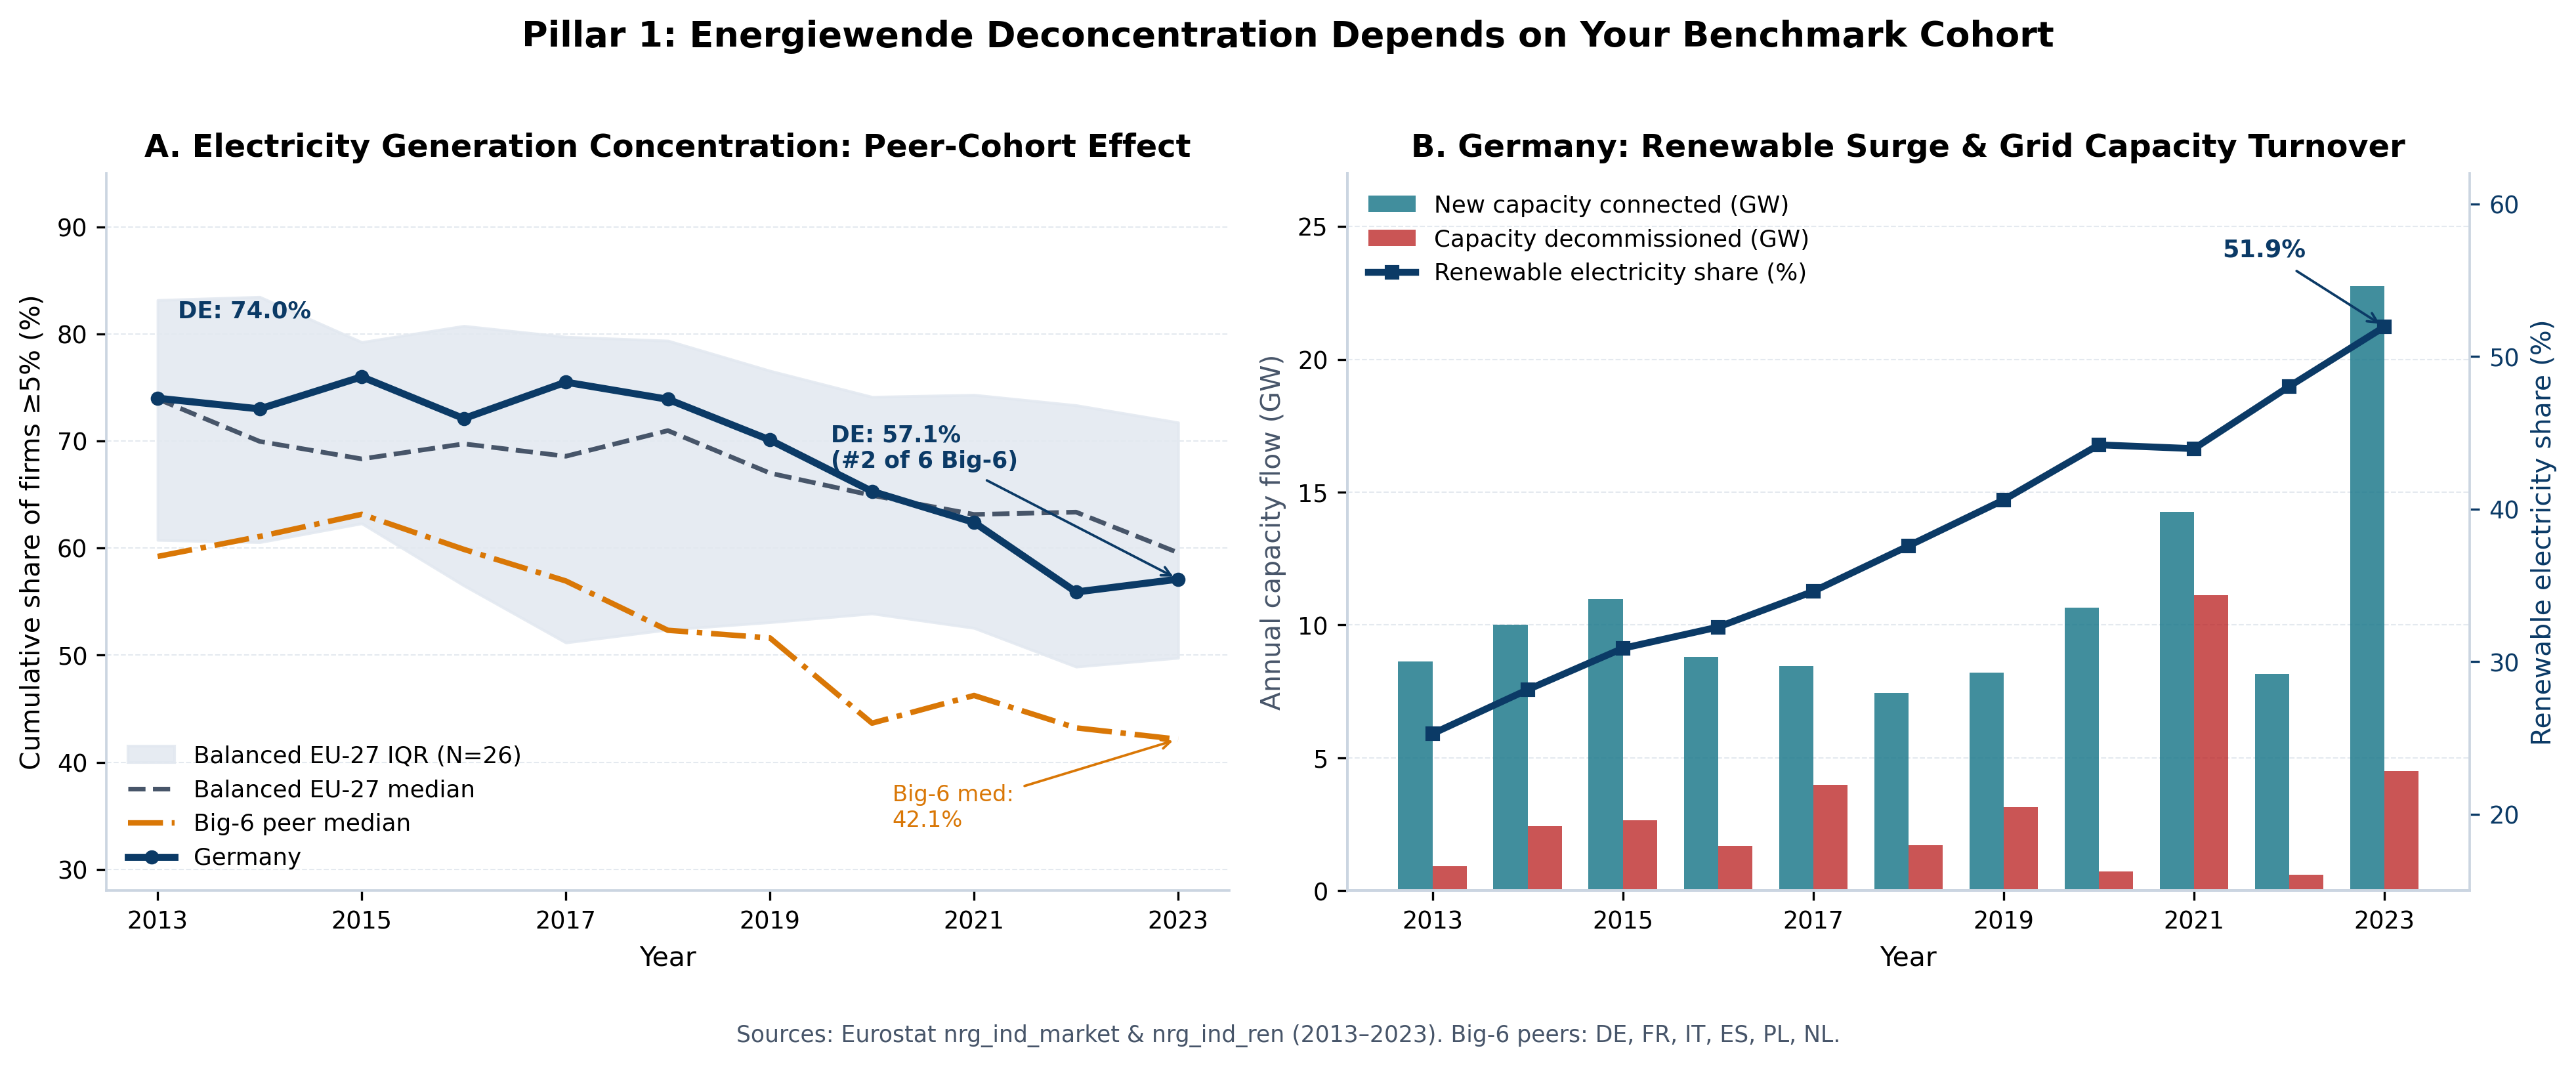 Pillar 1: Energiewende Deconcentration Depends on Your Benchmark Cohort
A. Electricity Generation Concentration: Peer-Cohort Effect
Cumulative share of firms ≥5% (%)
90
80
70
60
50
40
30
DE: 74.0%
DE: 57.1%
(#2 of 6 Big-6)
Big-6 med:
42.1%
Balanced EU-27 IQR (N=26)
Balanced EU-27 median
Big-6 peer median
Germany
2013
2015
2017
2019
2021
2023
Year
B. Germany: Renewable Surge & Grid Capacity Turnover
Annual capacity flow (GW)
25
20
15
10
5
0
New capacity connected (GW)
Capacity decommissioned (GW)
Renewable electricity share (%)
51.9%
60
50
40
30
20
Renewable electricity share (%)
2013
2015
2017
2019
2021
2023
Year
Sources: Eurostat nrg_ind_market & nrg_ind_ren (2013–2023). Big-6 peers: DE, FR, IT, ES, PL, NL.